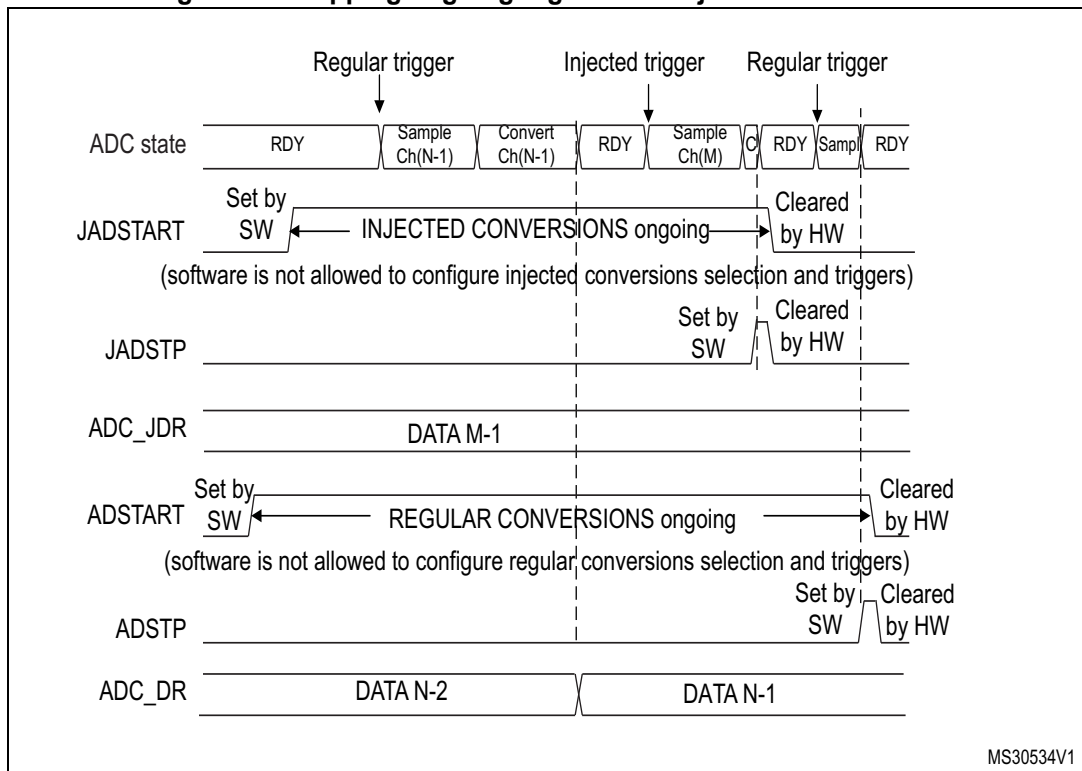 Regular trigger Injected trigger Regular trigger
ADC state RDY Sample Ch(N-1) Convert Ch(N-1) RDY Sample Ch(M) C RDY Sampl RDY
JADSTART Set by SW INJECTED CONVERSIONS ongoing Cleared by HW
(software is not allowed to configure injected conversions selection and triggers)
JADSTP Set by SW Cleared by HW
ADC_JDR DATA M-1
ADSTART Set by SW REGULAR CONVERSIONS ongoing Cleared by HW
(software is not allowed to configure regular conversions selection and triggers)
ADSTP Set by SW Cleared by HW
ADC_DR DATA N-2 DATA N-1
MS30534V1